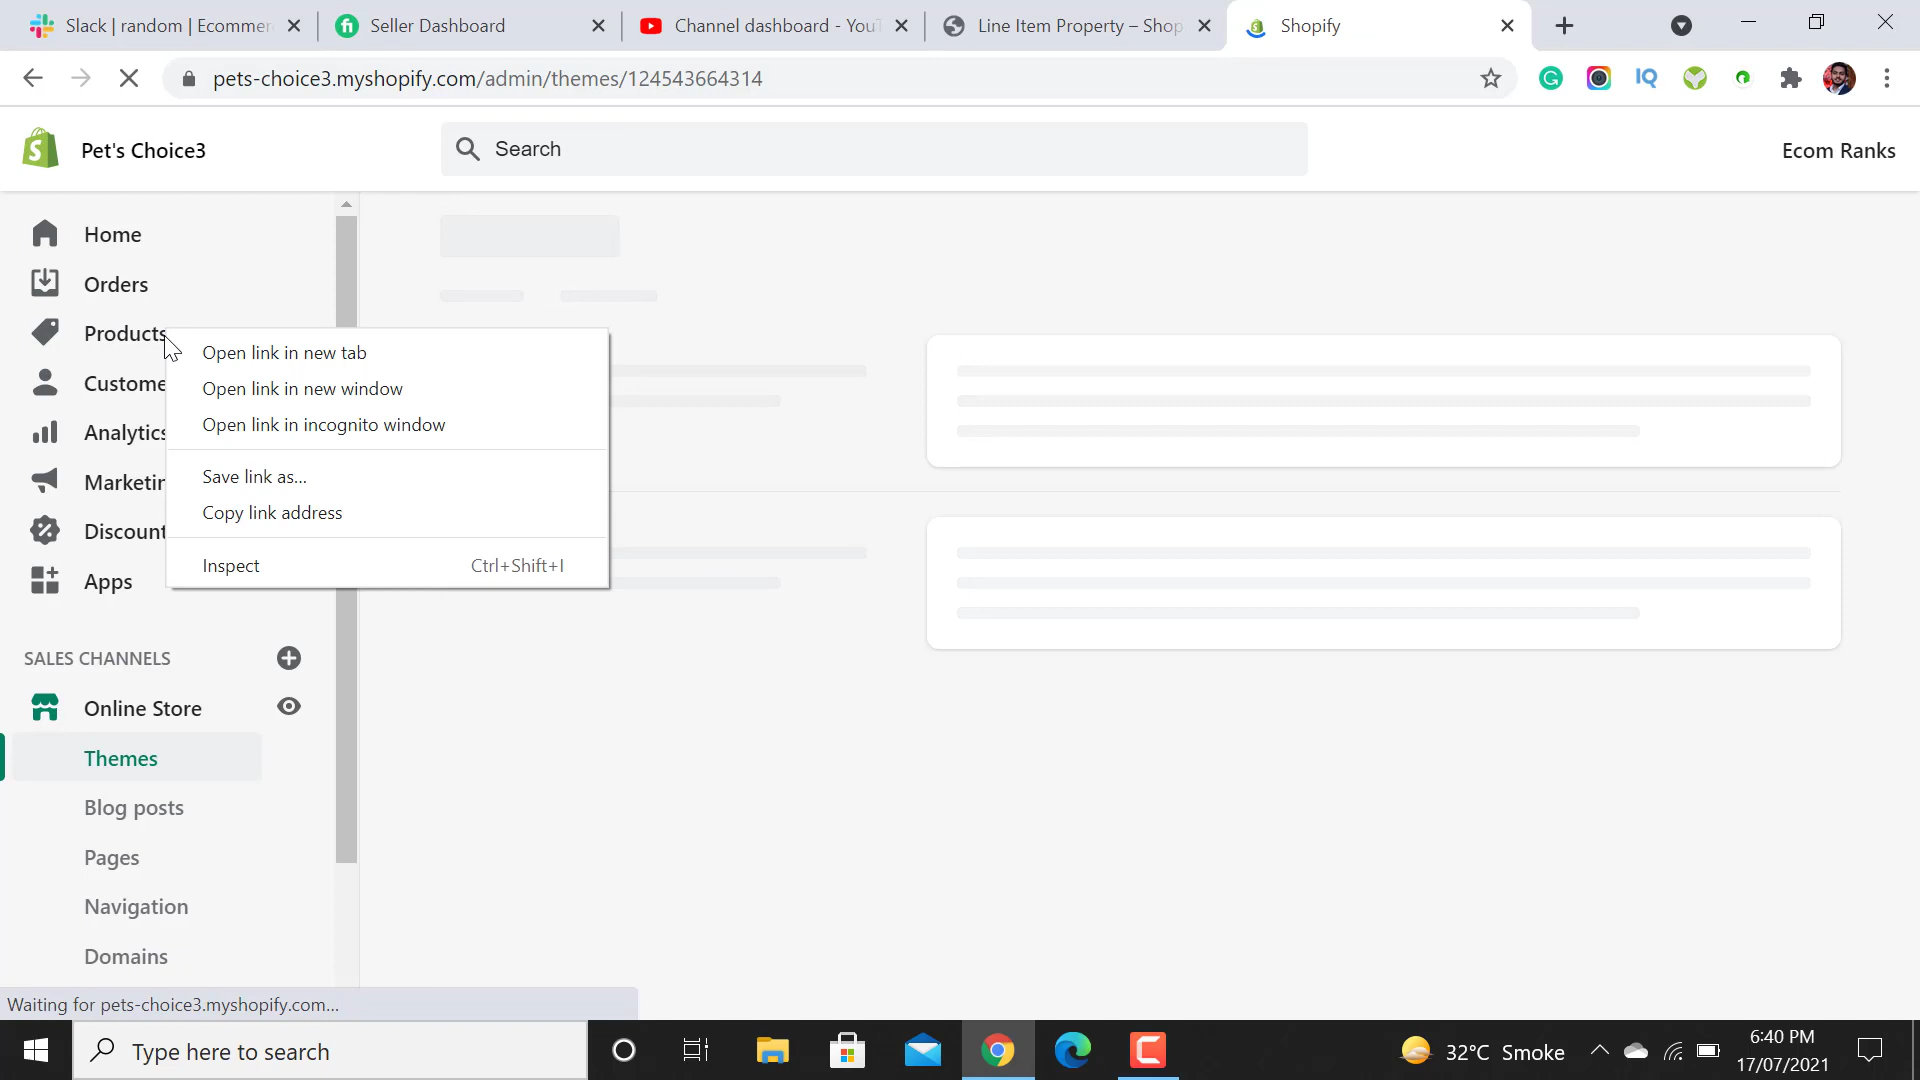 Slack | random | Ecommer
Seller Dashboard
Channel dashboard - YouT
Line Item Property – Shop
Shopify
pets-choice3.myshopify.com/admin/themes/124543664314
Pet's Choice3
Search
Ecom Ranks
Home
Orders
Products
Custome
Analytics
Marketin
Discount
Apps
Open link in new tab
Open link in new window
Open link in incognito window
Save link as...
Copy link address
Inspect Ctrl+Shift+I
SALES CHANNELS
Online Store
Themes
Blog posts
Pages
Navigation
Domains
Waiting for pets-choice3.myshopify.com...
Type here to search
32°C Smoke
6:40 PM
17/07/2021